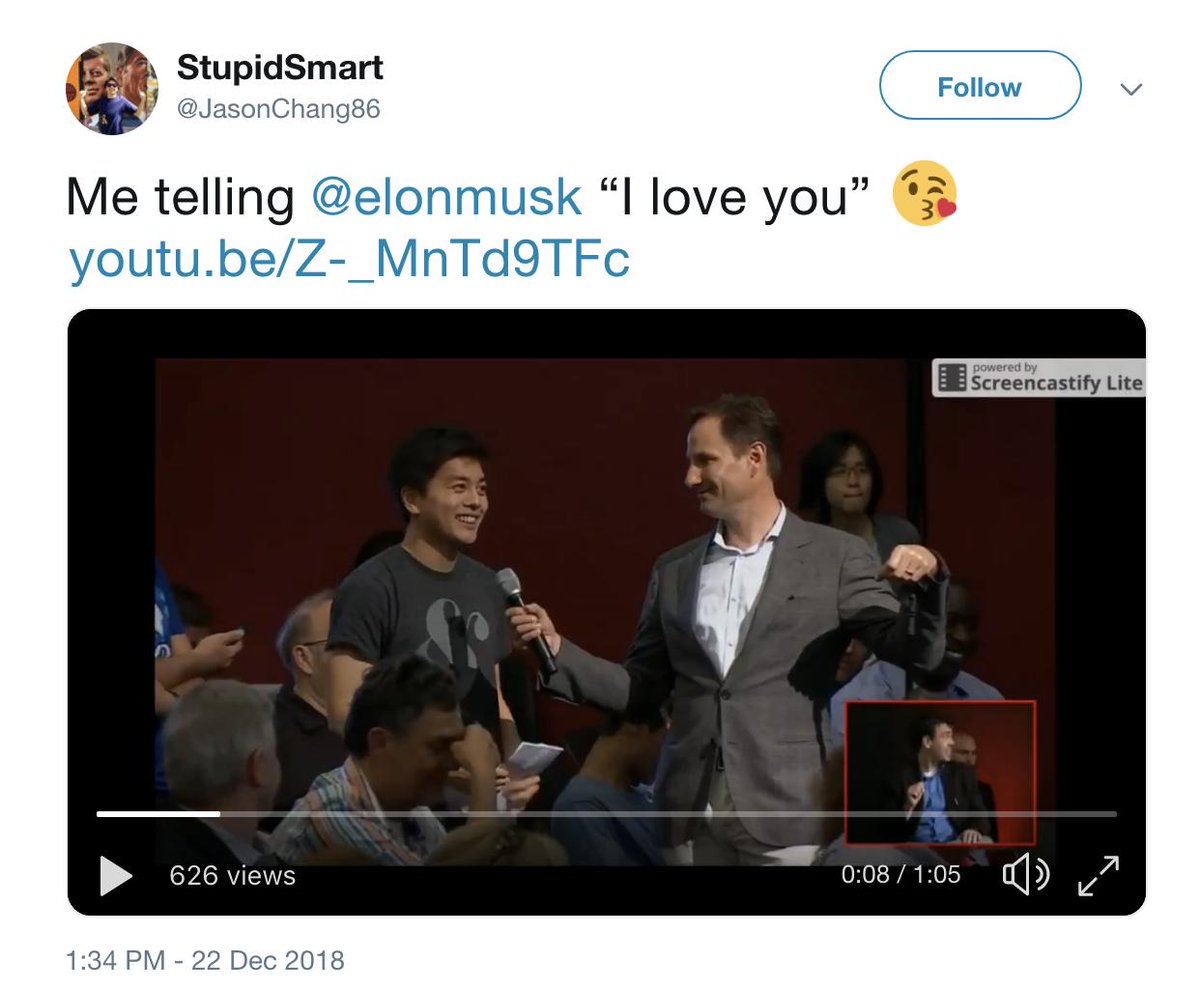 StupidSmart
@JasonChang86
Follow
Me telling @elonmusk “I love you” 😘
youtu.be/Z-_MnTd9TFc
powered by
Screencastify Lite
&
626 views
0:08 / 1:05
1:34 PM - 22 Dec 2018